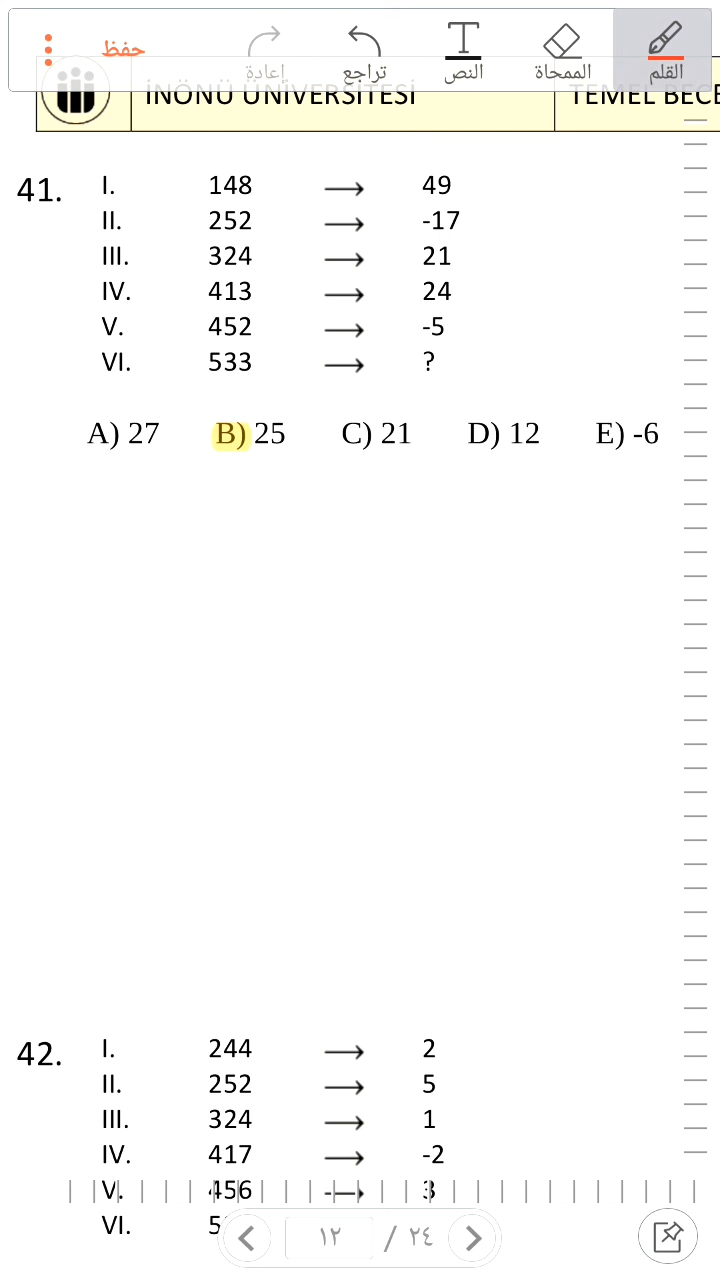 حفظ
إعادة
تراجع
النص
الممحاة
القلم
İNÖNÜ ÜNİVERSİTESİ TEMEL BECE
41. I. 148 → 49
II. 252 → -17
III. 324 → 21
IV. 413 → 24
V. 452 → -5
VI. 533 → ?
A) 27 B) 25 C) 21 D) 12 E) -6
42. I. 244 → 2
II. 252 → 5
III. 324 → 1
IV. 417 → -2
V. 456 → 3
VI. 5
١٢ / ٢٤